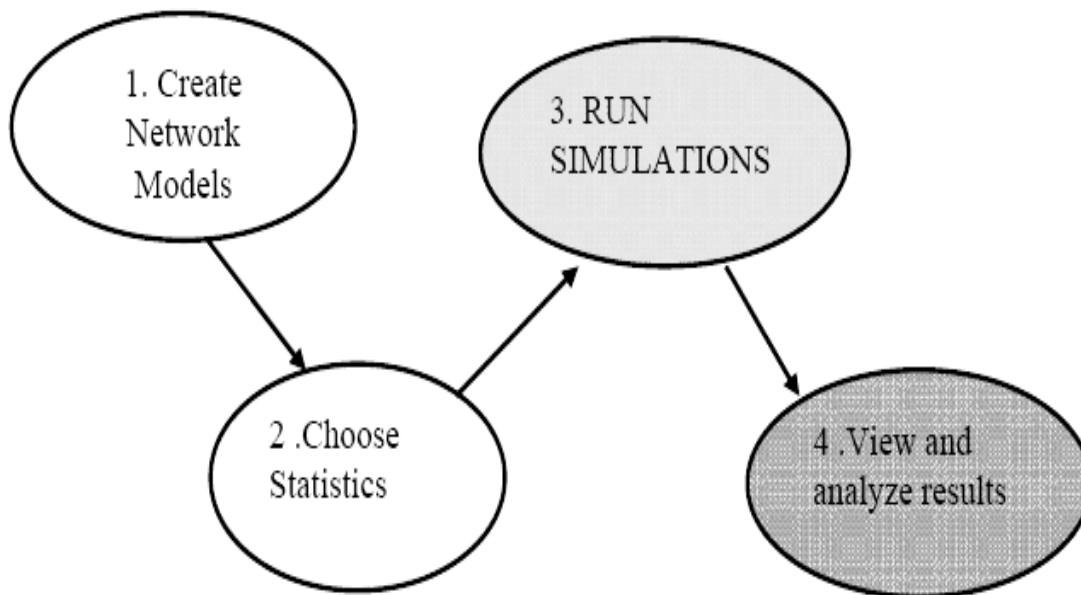 1. Create
Network
Models
2 .Choose
Statistics
3. RUN
SIMULATIONS
4 .View and
analyze results